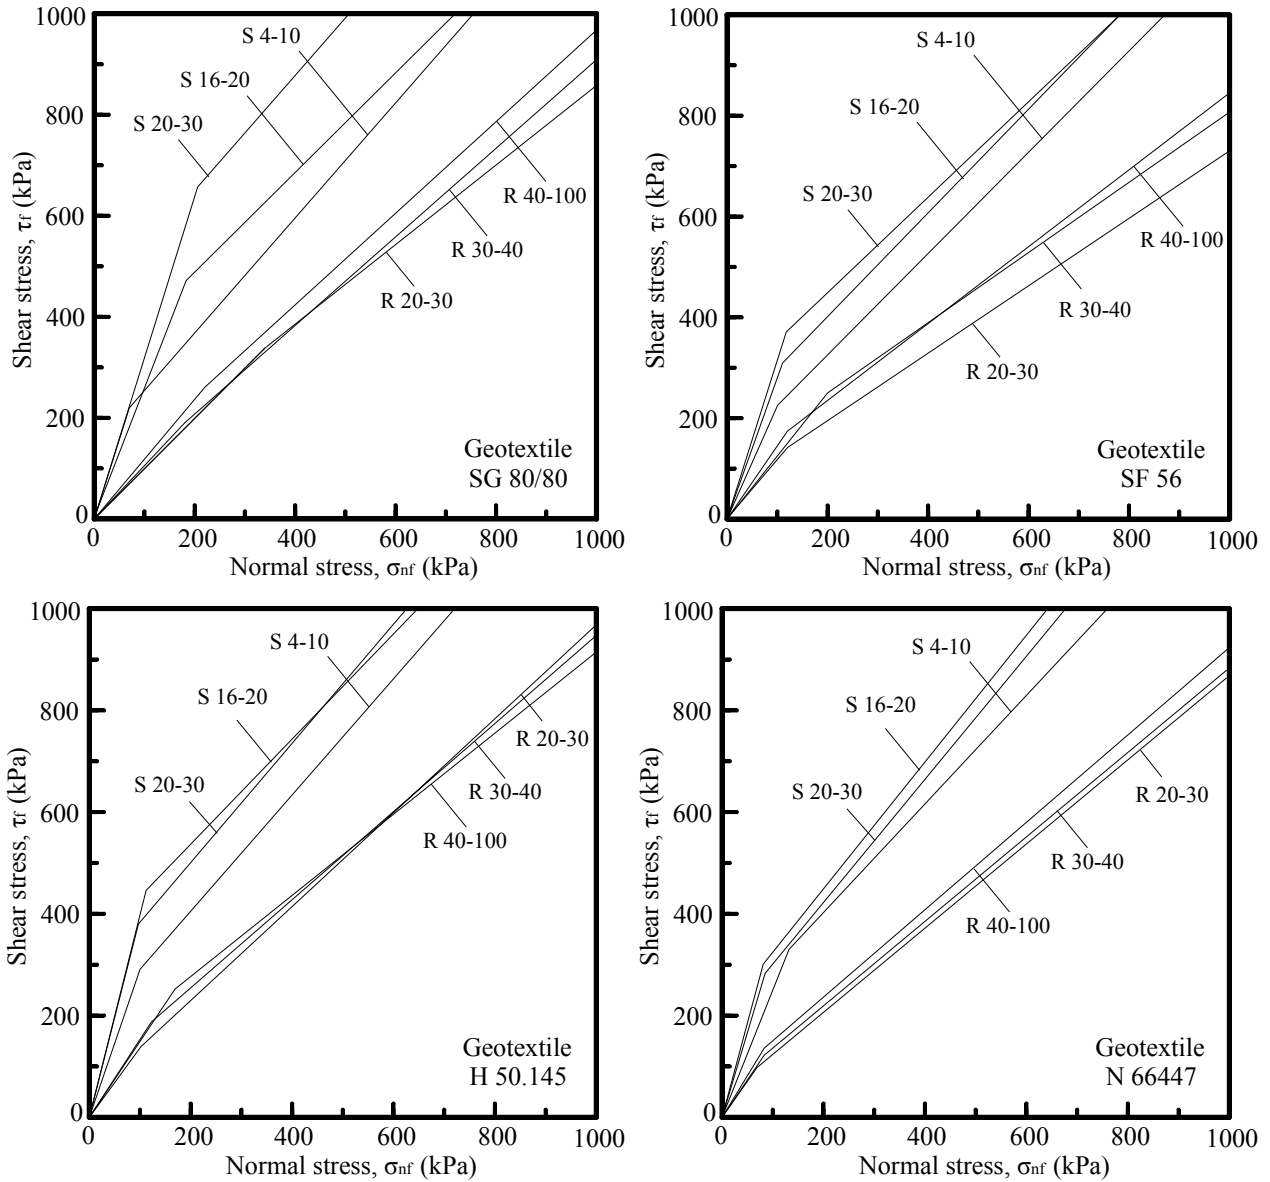 1000
800
600
400
200
0
Shear stress, τf (kPa)
S 4-10
S 16-20
S 20-30
R 40-100
R 30-40
R 20-30
Geotextile
SG 80/80
0 200 400 600 800 1000
Normal stress, σnf (kPa)
1000
800
600
400
200
0
Shear stress, τf (kPa)
S 4-10
S 16-20
S 20-30
R 40-100
R 30-40
R 20-30
Geotextile
SF 56
0 200 400 600 800 1000
Normal stress, σnf (kPa)
1000
800
600
400
200
0
Shear stress, τf (kPa)
S 4-10
S 16-20
S 20-30
R 20-30
R 30-40
R 40-100
Geotextile
H 50.145
0 200 400 600 800 1000
Normal stress, σnf (kPa)
1000
800
600
400
200
0
Shear stress, τf (kPa)
S 4-10
S 16-20
S 20-30
R 20-30
R 30-40
R 40-100
Geotextile
N 66447
0 200 400 600 800 1000
Normal stress, σnf (kPa)